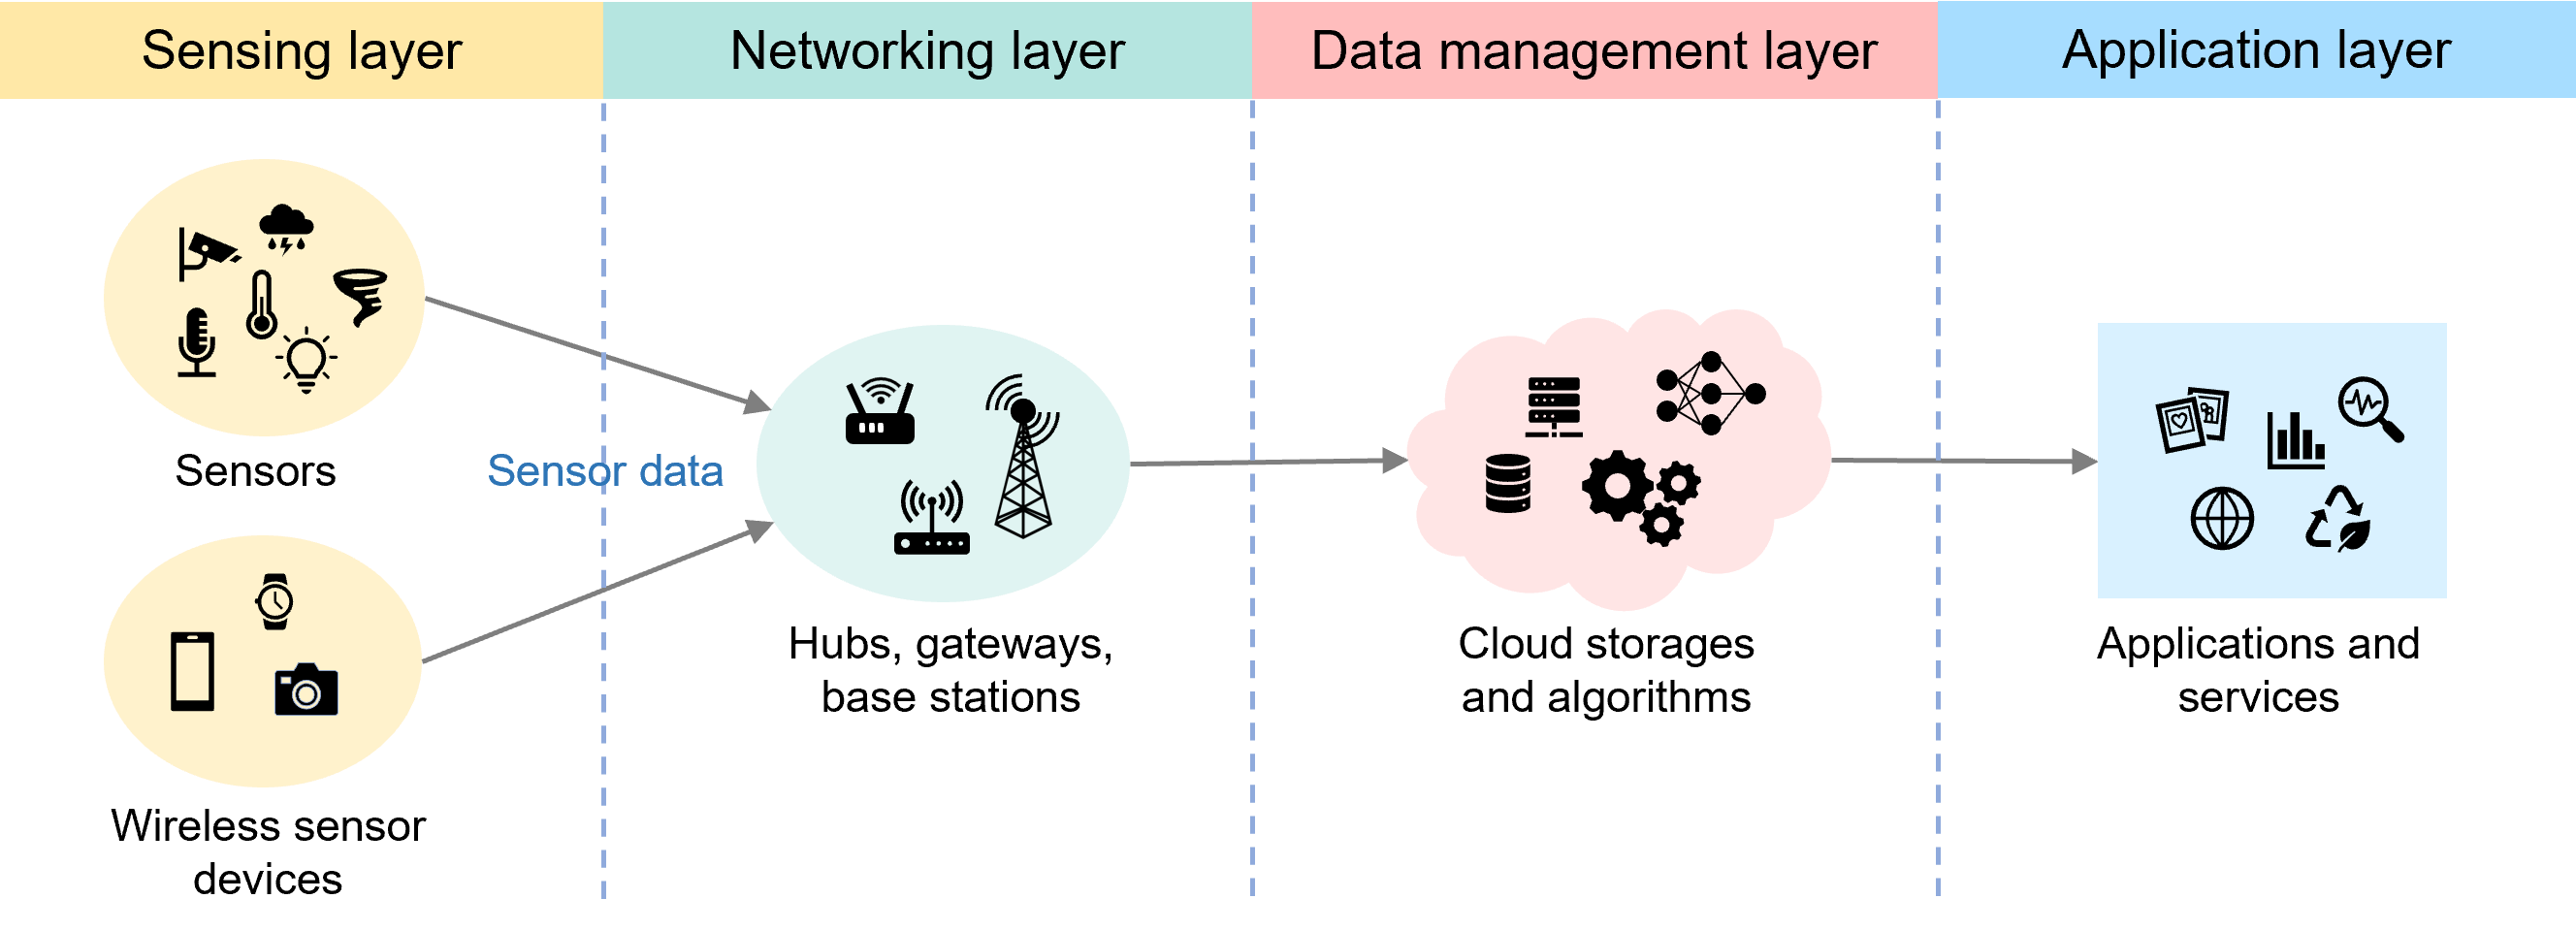 Sensing layer
Networking layer
Data management layer
Application layer
Sensors
Sensor data
Wireless sensor
devices
Hubs, gateways,
base stations
Cloud storages
and algorithms
Applications and
services